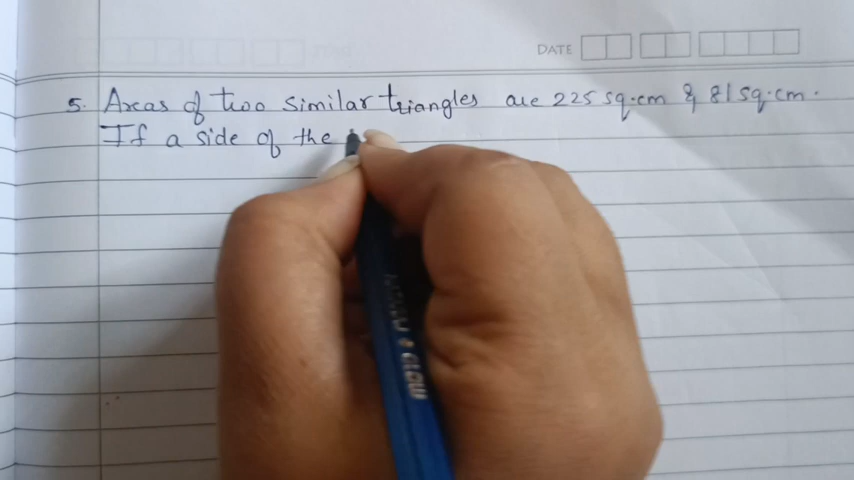 DATE
5. Areas of two similar triangles are 225 sq.cm & 81 sq.cm.
If a side of the